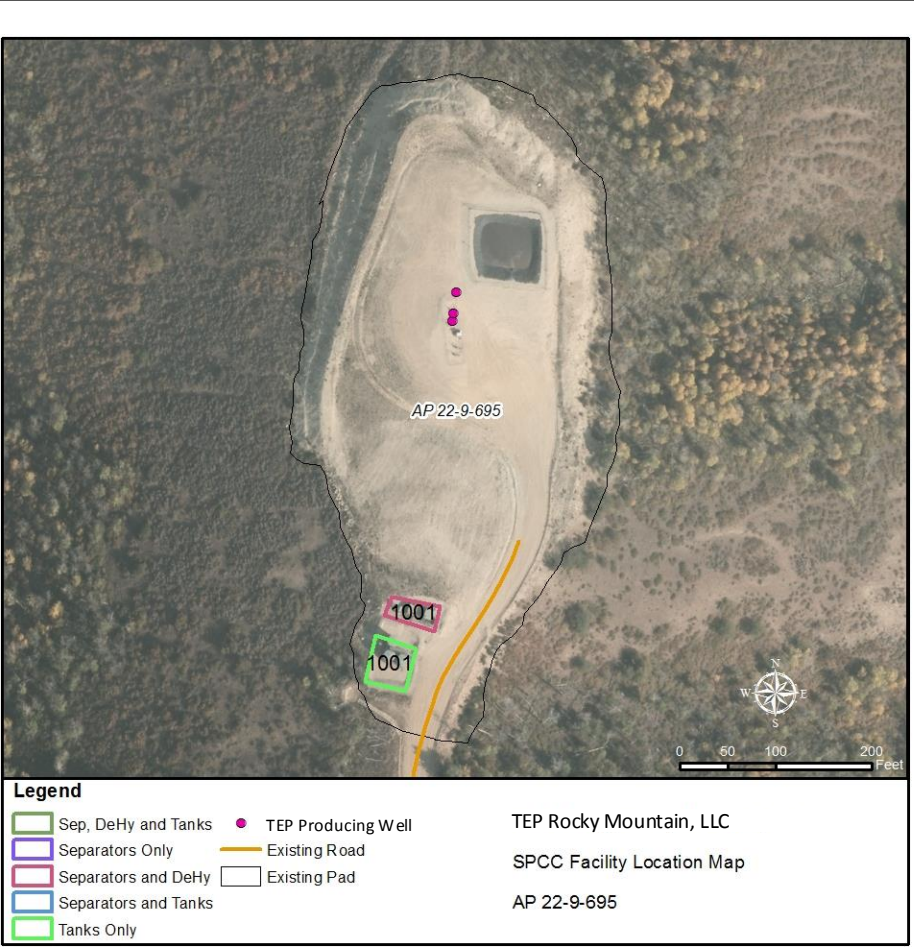 AP 22-9-695
1001
1001
N
W E
S
0 50 100 200
Feet
Legend
Sep, DeHy and Tanks
Separators Only
Separators and DeHy
Separators and Tanks
Tanks Only
TEP Producing Well
Existing Road
Existing Pad
TEP Rocky Mountain, LLC
SPCC Facility Location Map
AP 22-9-695